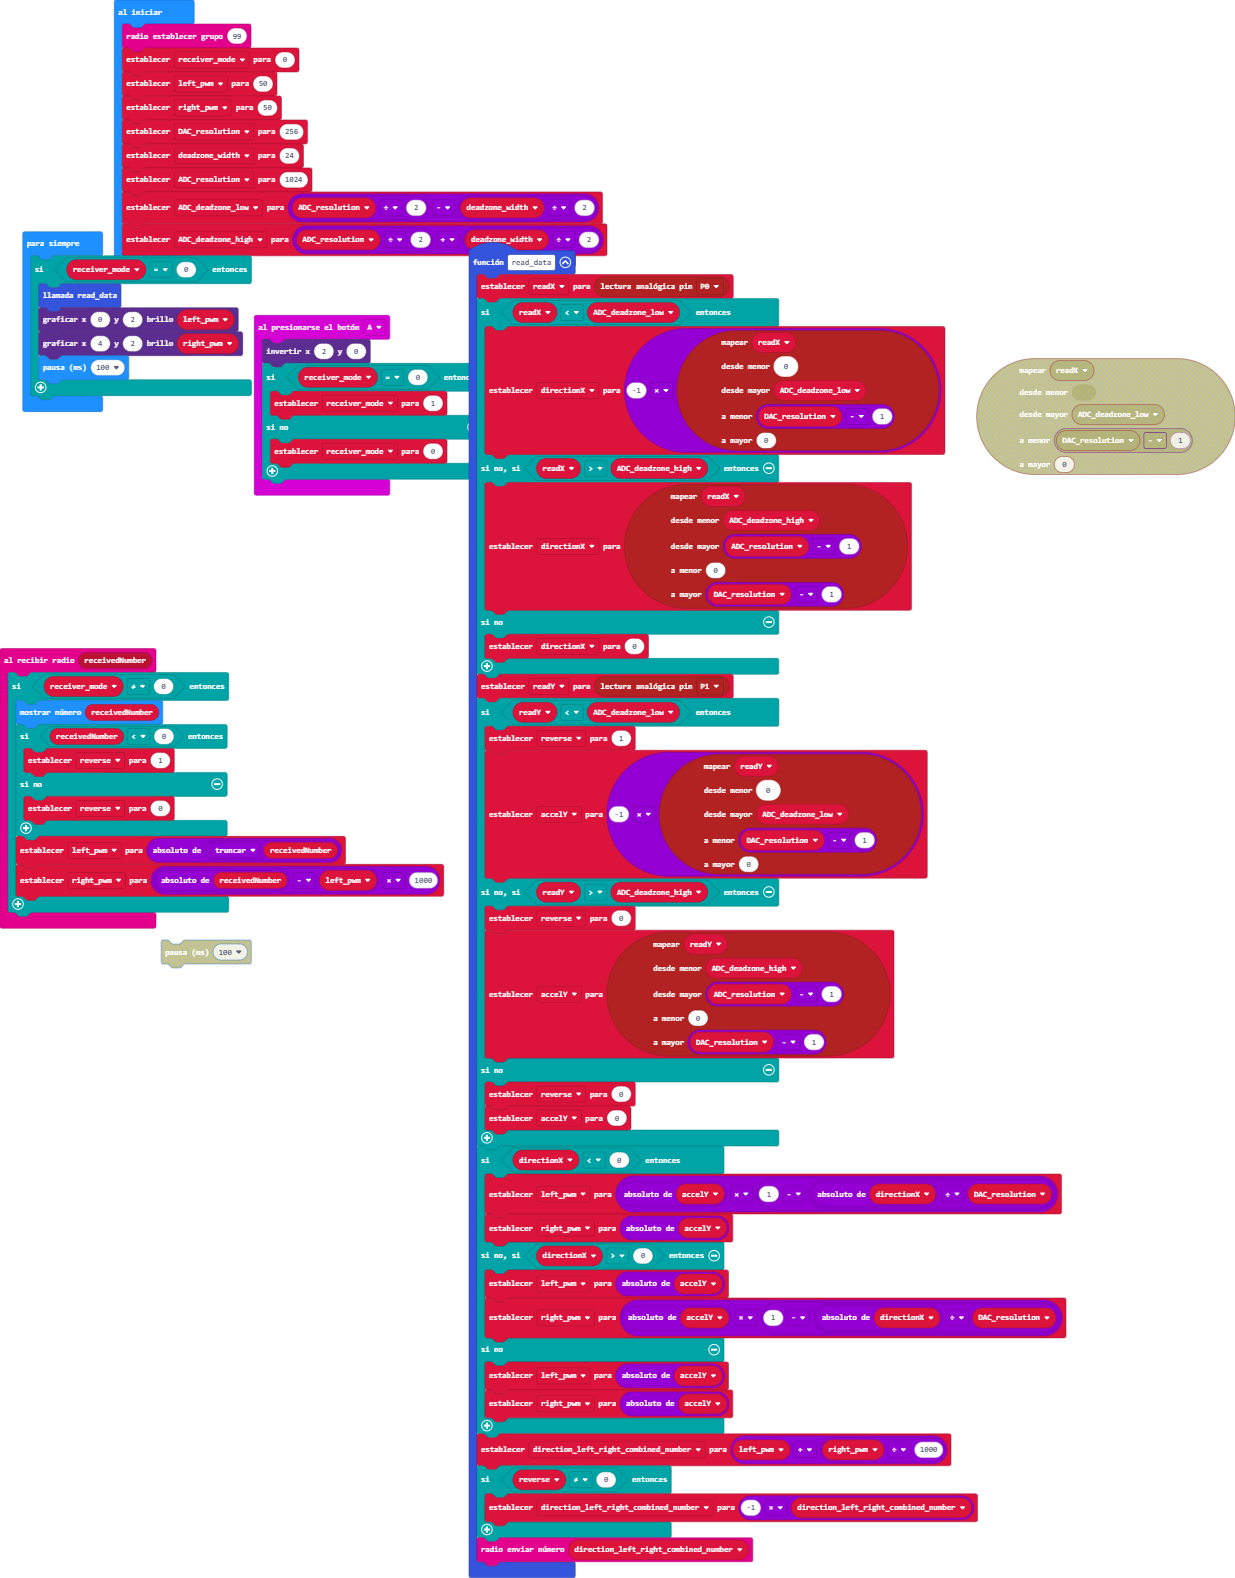 al iniciar
radio establecer grupo 99
establecer receiver_mode para 0
establecer left_pwm para 50
establecer right_pwm para 50
establecer DAC_resolution para 256
establecer deadzone_width para 24
establecer ADC_resolution para 1024
establecer ADC_deadzone_low para ADC_resolution ÷ 2 - deadzone_width ÷ 2
establecer ADC_deadzone_high para ADC_resolution ÷ 2 + deadzone_width ÷ 2
para siempre
si receiver_mode = 0 entonces
llamada read_data
graficar x 0 y 2 brillo left_pwm
graficar x 4 y 2 brillo right_pwm
pausa (ms) 100
al presionarse el botón A
invertir x 2 y 0
si receiver_mode = 0 entonc
establecer receiver_mode para 1
si no
establecer receiver_mode para 0
función read_data
establecer readX para lectura analógica pin P0
si readX < ADC_deadzone_low entonces
establecer directionX para -1 × mapear readX
desde menor 0
desde mayor ADC_deadzone_low
a menor DAC_resolution - 1
a mayor 0
si no, si readX > ADC_deadzone_high entonces
establecer directionX para mapear readX
desde menor ADC_deadzone_high
desde mayor ADC_resolution - 1
a menor 0
a mayor DAC_resolution - 1
si no
establecer directionX para 0
establecer readY para lectura analógica pin P1
si readY < ADC_deadzone_low entonces
establecer reverse para 1
establecer accelY para -1 × mapear readY
desde menor 0
desde mayor ADC_deadzone_low
a menor DAC_resolution - 1
a mayor 0
si no, si readY > ADC_deadzone_high entonces
establecer reverse para 0
establecer accelY para mapear readY
desde menor ADC_deadzone_high
desde mayor ADC_resolution - 1
a menor 0
a mayor DAC_resolution - 1
si no
establecer reverse para 0
establecer accelY para 0
si directionX < 0 entonces
establecer left_pwm para absoluto de accelY × 1 - absoluto de directionX ÷ DAC_resolution
establecer right_pwm para absoluto de accelY
si no, si directionX > 0 entonces
establecer left_pwm para absoluto de accelY
establecer right_pwm para absoluto de accelY × 1 - absoluto de directionX ÷ DAC_resolution
si no
establecer left_pwm para absoluto de accelY
establecer right_pwm para absoluto de accelY
establecer direction_left_right_combined_number para left_pwm + right_pwm ÷ 1000
si reverse ≠ 0 entonces
establecer direction_left_right_combined_number para -1 × direction_left_right_combined_number
radio enviar número direction_left_right_combined_number
mapear readX
desde menor
desde mayor ADC_deadzone_low
a menor DAC_resolution - 1
a mayor 0
al recibir radio receivedNumber
si receiver_mode ≠ 0 entonces
mostrar número receivedNumber
si receivedNumber < 0 entonces
establecer reverse para 1
si no
establecer reverse para 0
establecer left_pwm para absoluto de truncar receivedNumber
establecer right_pwm para absoluto de receivedNumber - left_pwm × 1000
pausa (ms) 100